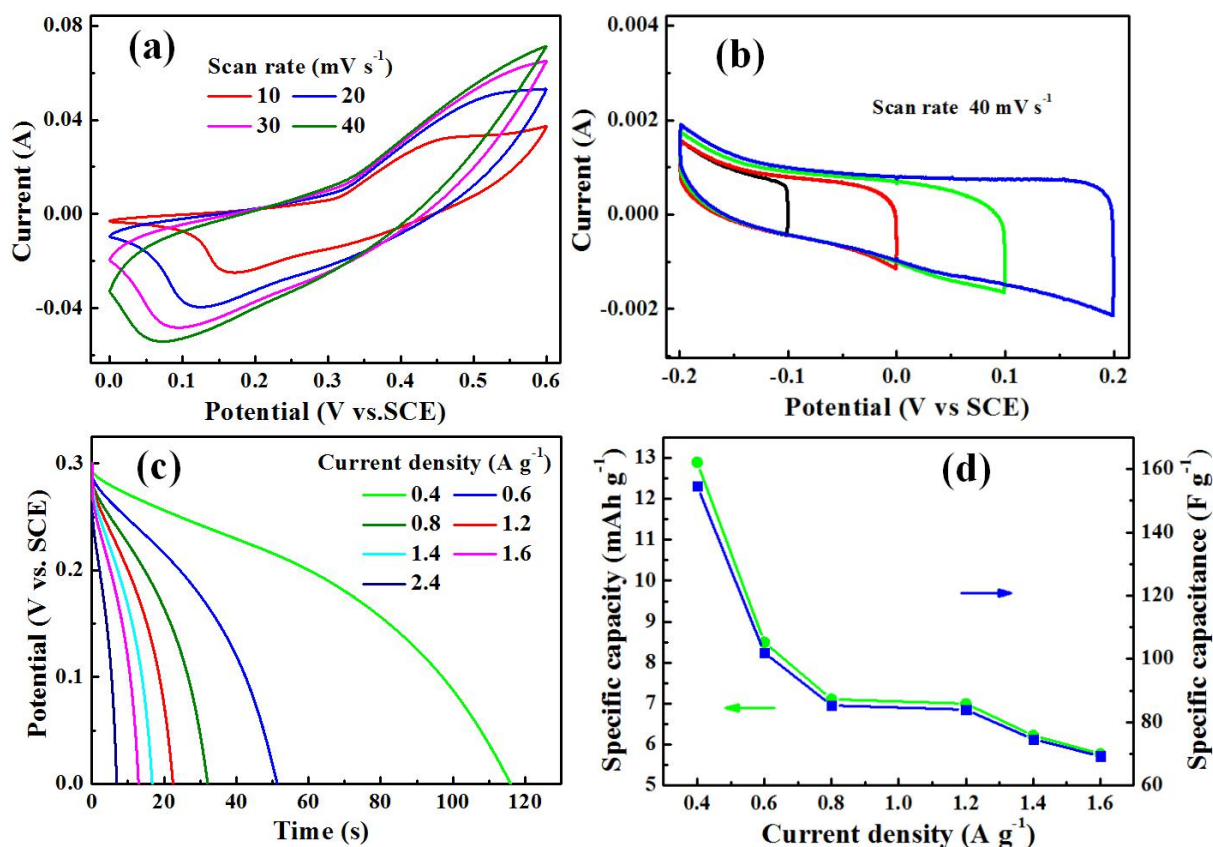 (a)
Scan rate (mV s-1)
10 20
30 40
0.08
0.04
0.00
-0.04
Current (A)
0.0 0.1 0.2 0.3 0.4 0.5 0.6
Potential (V vs.SCE)
(b)
Scan rate 40 mV s-1
0.004
0.002
0.000
-0.002
Current (A)
-0.2 -0.1 0.0 0.1 0.2
Potential (V vs SCE)
(c)
Current density (A g-1)
0.4 0.6
0.8 1.2
1.4 1.6
2.4
0.3
0.2
0.1
0.0
Potential (V vs. SCE)
0 20 40 60 80 100 120
Time (s)
(d)
13
12
11
10
9
8
7
6
5
Specific capacity (mAh g-1)
160
140
120
100
80
60
Specific capacitance (F g-1)
0.4 0.6 0.8 1.0 1.2 1.4 1.6
Current density (A g-1)